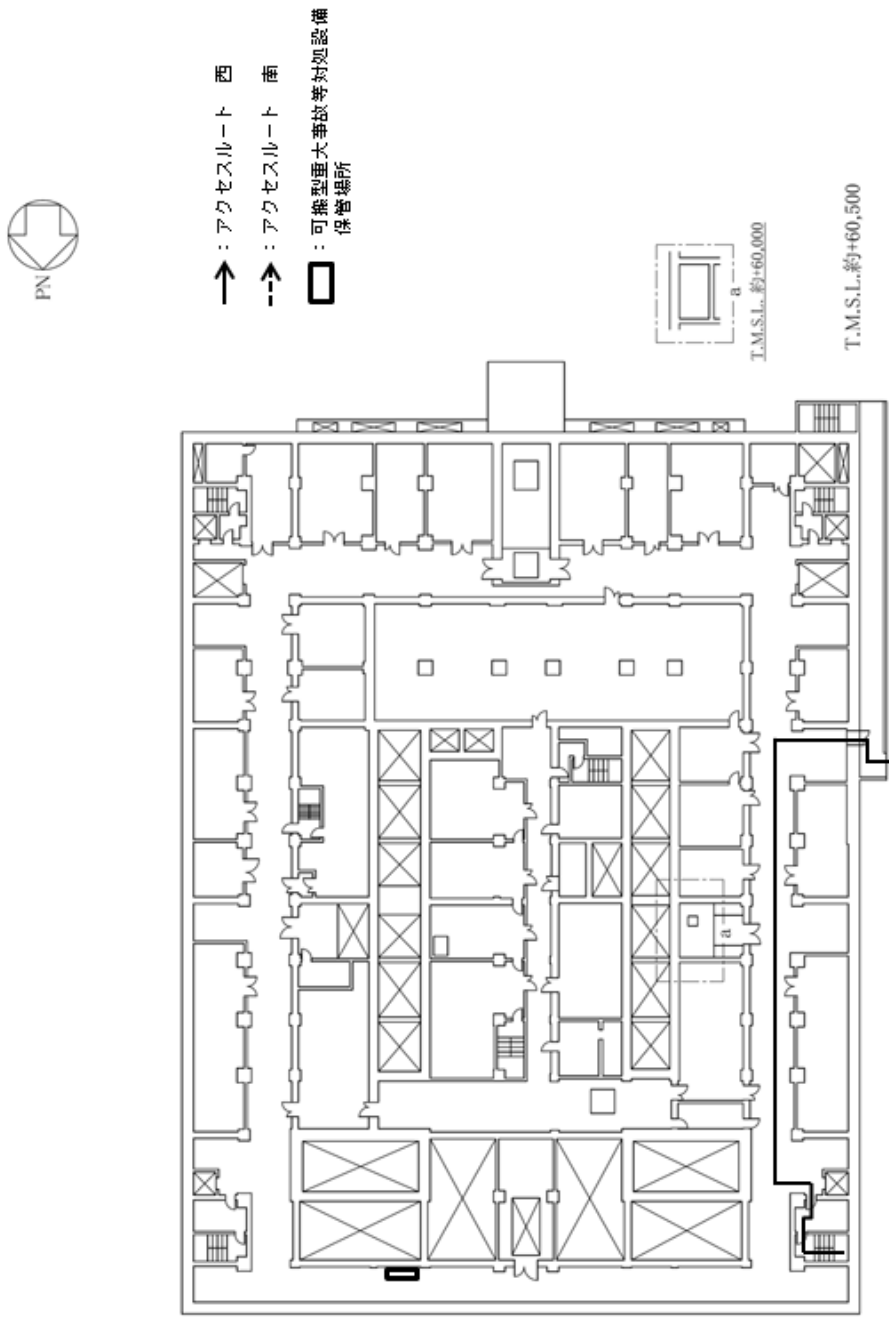 PN
：アクセスルート 西
：アクセスルート 南
：可搬型重大事故等対処設備
保管場所
a
T.M.S.L. 約+60,000
T.M.S.L.約+60,500
a